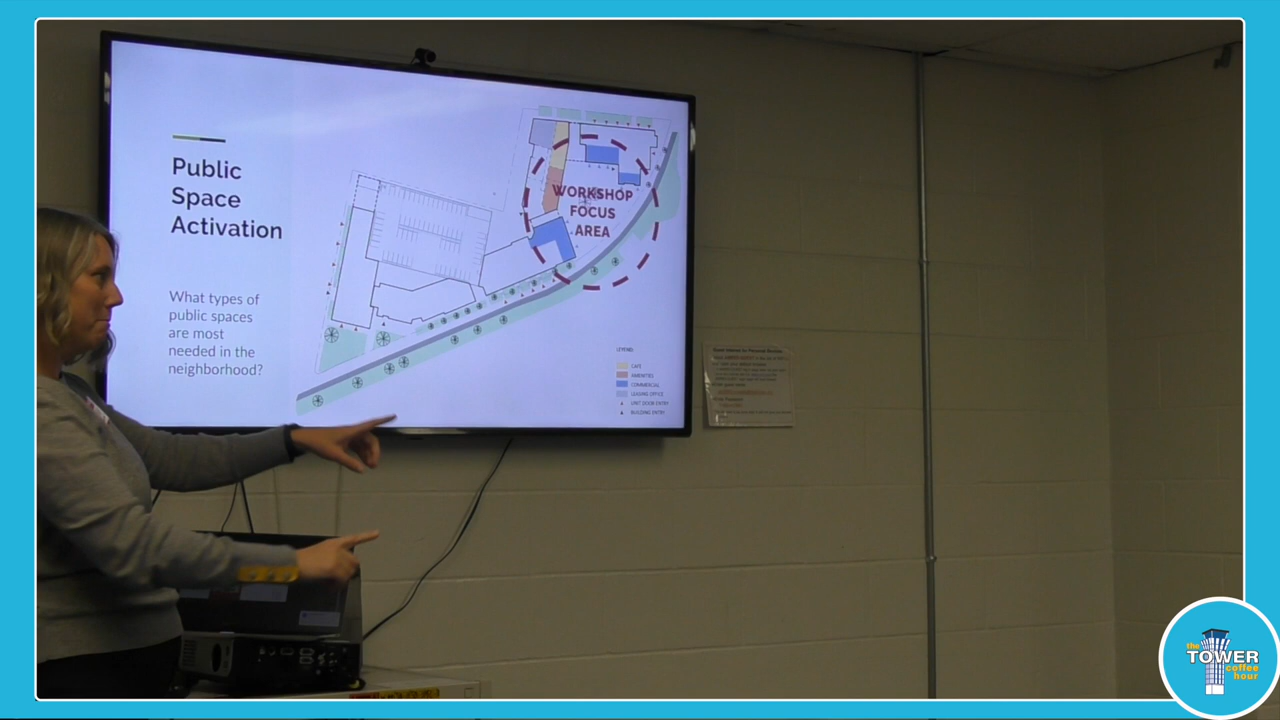 Public
Space
Activation
What types of
public spaces
are most
needed in the
neighborhood?
WORKSHOP
FOCUS
AREA
LEGEND
CAFE
AMENITIES
COMMERCIAL
LEASING OFFICE
UNIT DOOR ENTRY
BUILDING ENTRY
the
TOWER
coffee
hour